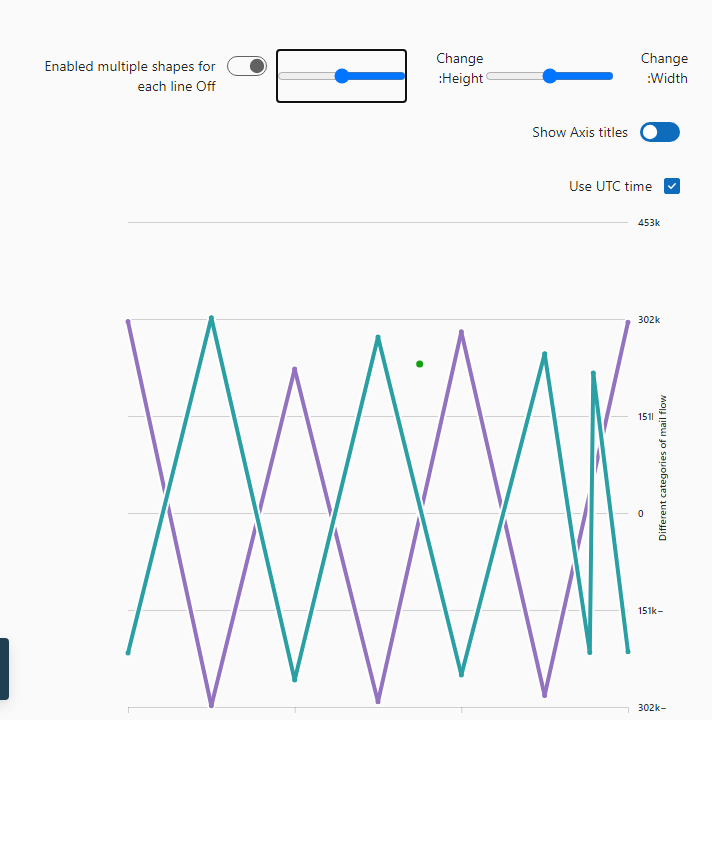 Enabled multiple shapes for
each line Off
Change
:Height
Change
:Width
Show Axis titles
Use UTC time
453k
302k
151l
0
151k−
302k−
Different categories of mail flow